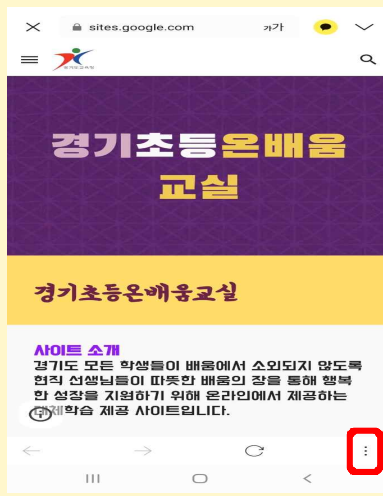 sites.google.com
가가
경기초등온배움
교실
경기초등온배움교실
사이트 소개
경기도 모든 학생들이 배움에서 소외되지 않도록
현직 선생님들이 따뜻한 배움의 장을 통해 행복
한 성장을 지원하기 위해 온라인에서 제공하는
대체학습 제공 사이트입니다.